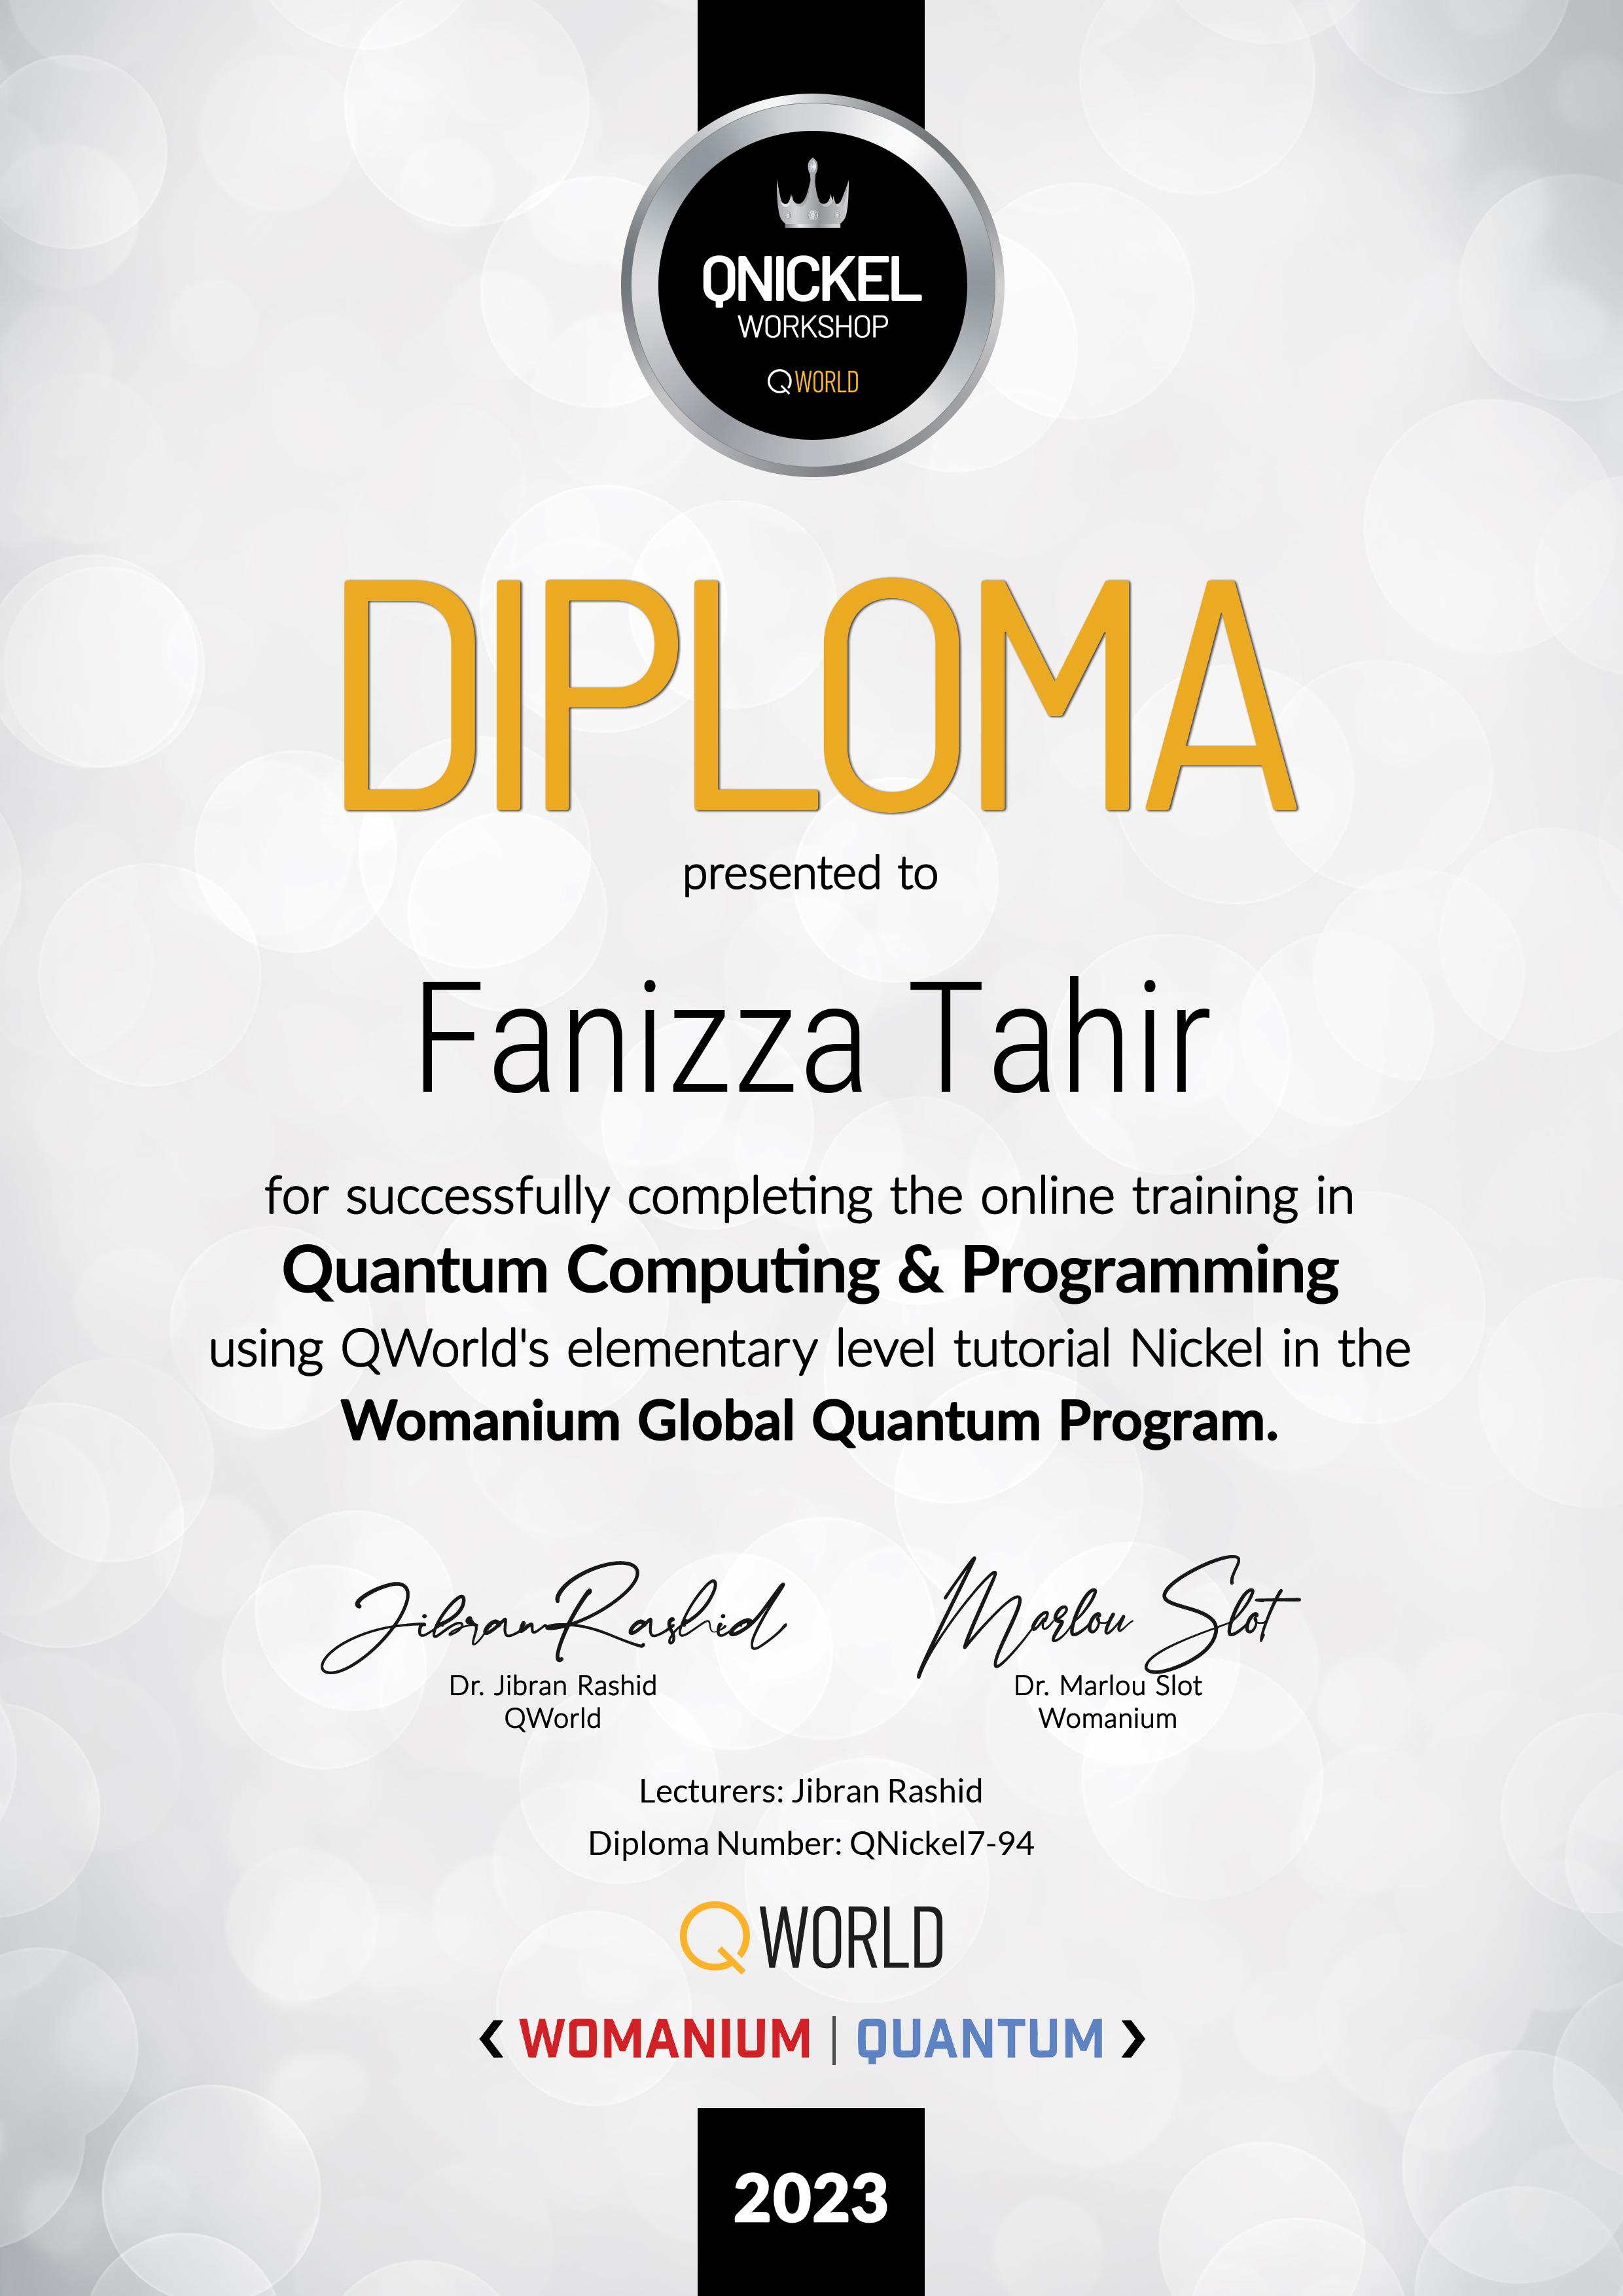 QNICKEL
WORKSHOP
QWORLD
DIPLOMA
presented to
Fanizza Tahir
for successfully completing the online training in
Quantum Computing & Programming
using QWorld's elementary level tutorial Nickel in the
Womanium Global Quantum Program.
Jibran Rashid Marlou Slot
Dr. Jibran Rashid Dr. Marlou Slot
QWorld Womanium
Lecturers: Jibran Rashid
Diploma Number: QNickel7-94
QWORLD
WOMANIUM | QUANTUM
2023